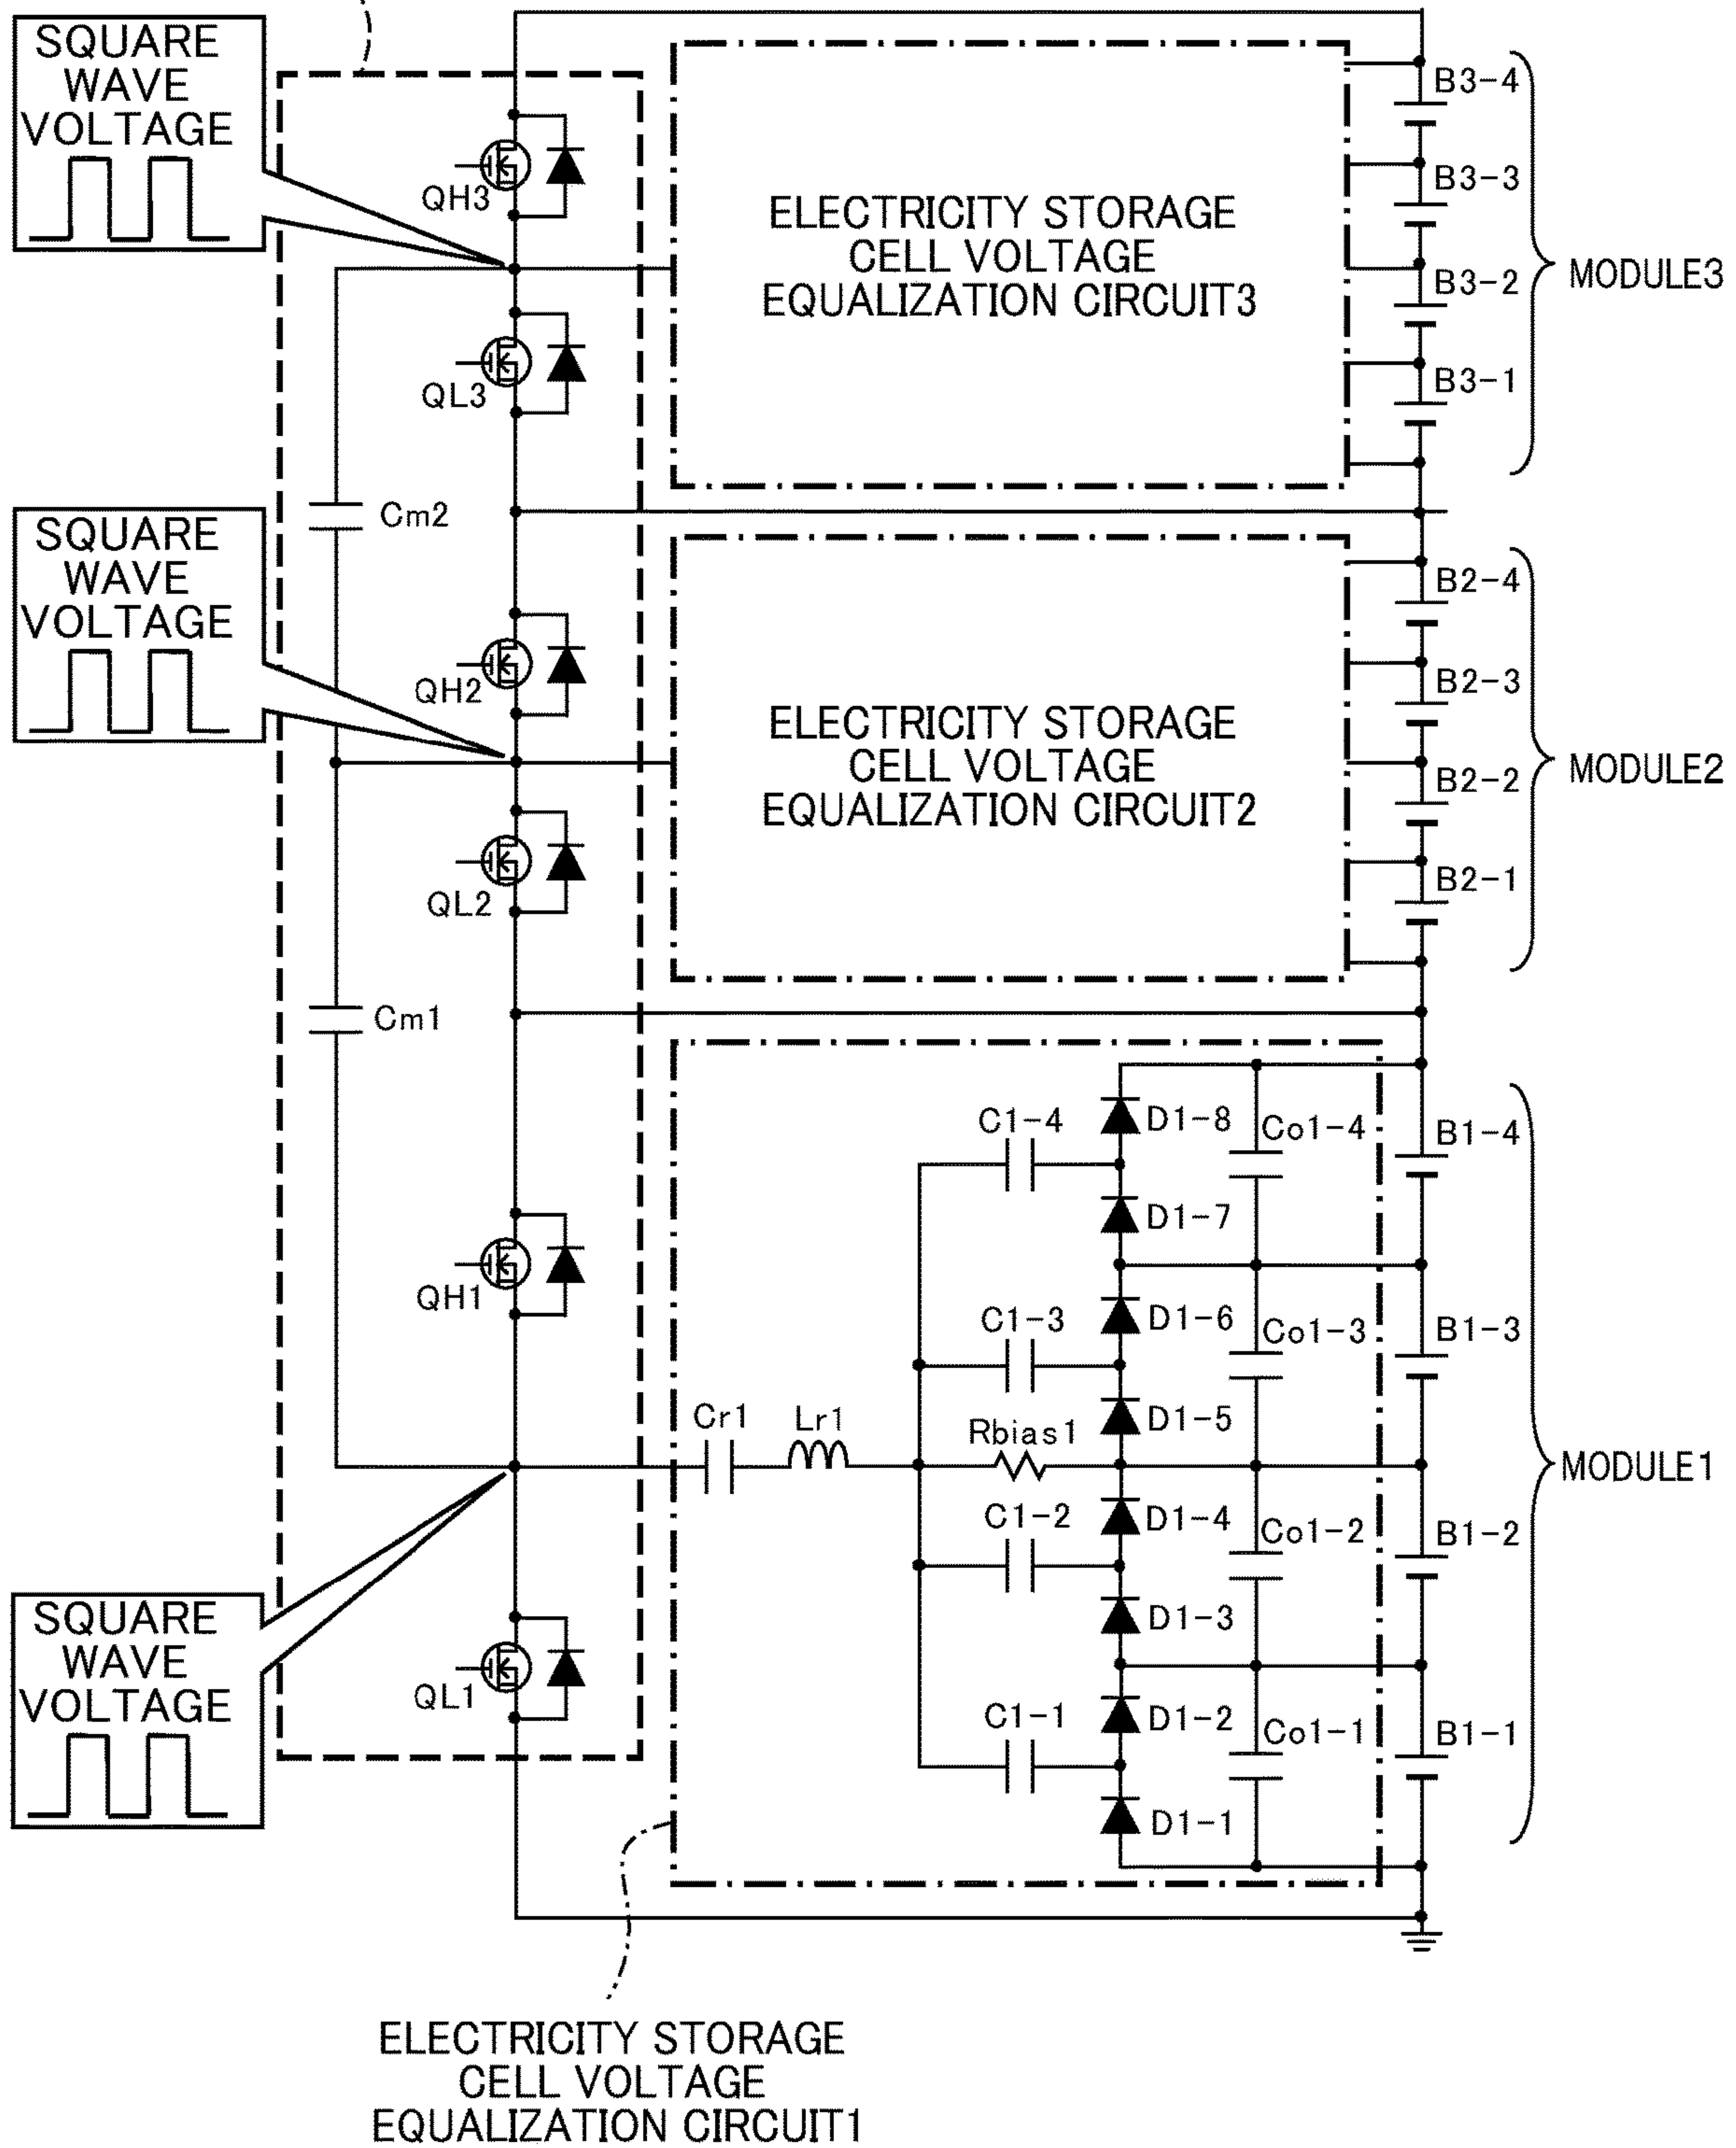 SQUARE
WAVE
VOLTAGE
QH3
QL3
ELECTRICITY STORAGE
CELL VOLTAGE
EQUALIZATION CIRCUIT3
B3-4
B3-3
B3-2
B3-1
MODULE3
Cm2
SQUARE
WAVE
VOLTAGE
QH2
QL2
ELECTRICITY STORAGE
CELL VOLTAGE
EQUALIZATION CIRCUIT2
B2-4
B2-3
B2-2
B2-1
MODULE2
Cm1
QH1
C1-4
D1-8
Co1-4
B1-4
D1-7
C1-3
D1-6
Co1-3
B1-3
Cr1
Lr1
Rbias1
D1-5
MODULE1
C1-2
D1-4
Co1-2
B1-2
D1-3
SQUARE
WAVE
VOLTAGE
QL1
C1-1
D1-2
Co1-1
B1-1
D1-1
ELECTRICITY STORAGE
CELL VOLTAGE
EQUALIZATION CIRCUIT1